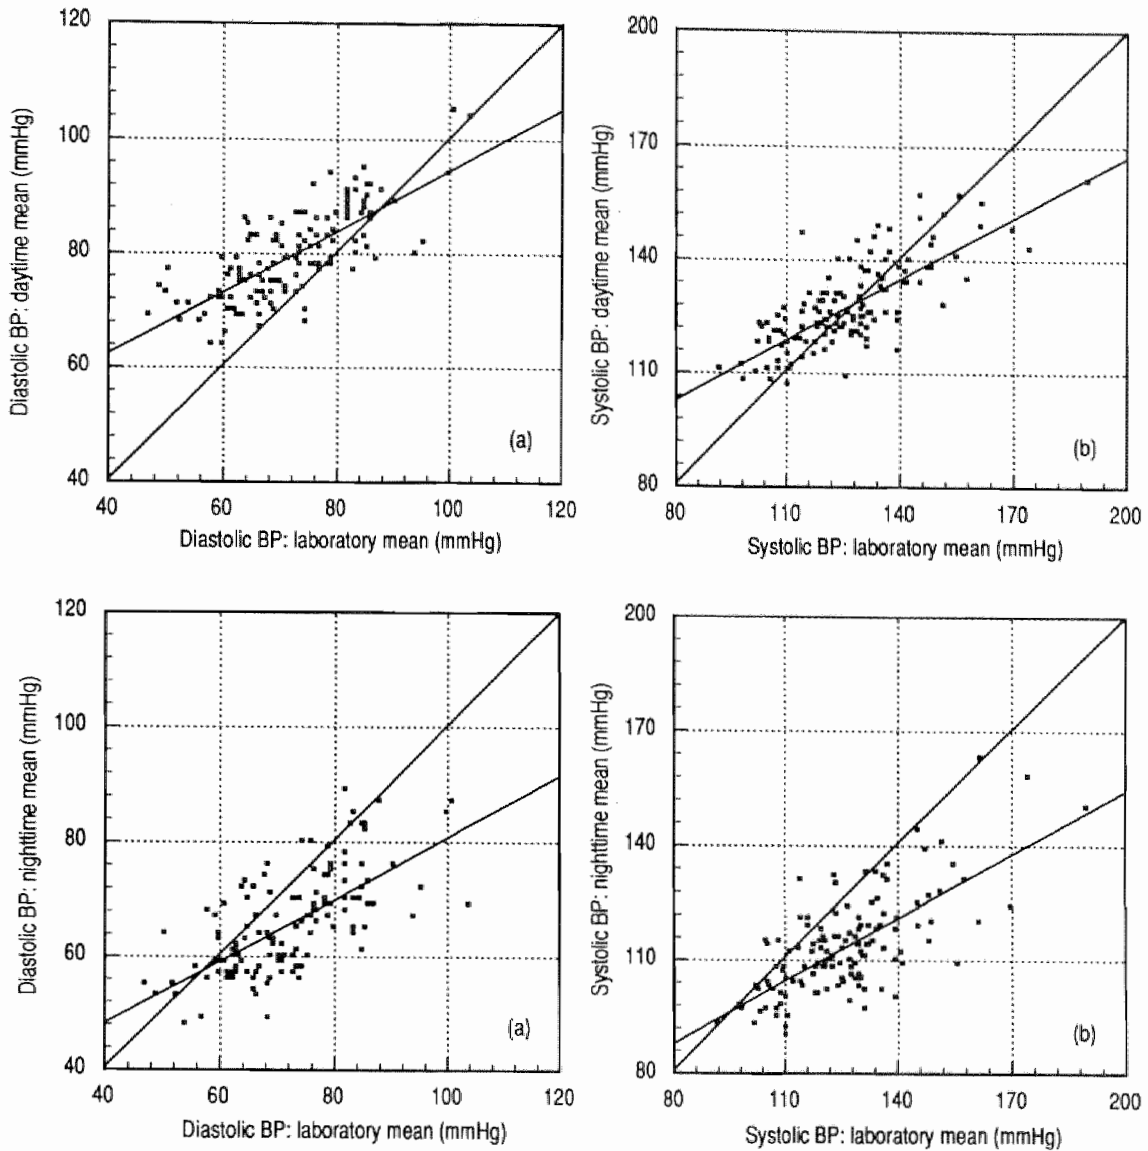 120
100
80
60
40
Diastolic BP: daytime mean (mmHg)
(a)
40 60 80 100 120
Diastolic BP: laboratory mean (mmHg)
200
170
140
110
80
Systolic BP: daytime mean (mmHg)
(b)
80 110 140 170 200
Systolic BP: laboratory mean (mmHg)
120
100
80
60
40
Diastolic BP: nighttime mean (mmHg)
(a)
40 60 80 100 120
Diastolic BP: laboratory mean (mmHg)
200
170
140
110
80
Systolic BP: nighttime mean (mmHg)
(b)
80 110 140 170 200
Systolic BP: laboratory mean (mmHg)